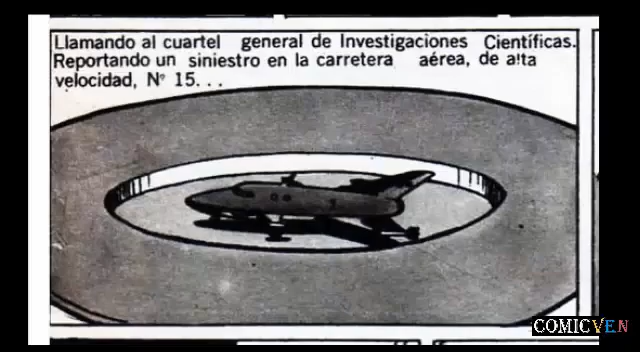 Llamando al cuartel general de Investigaciones Científicas.
Reportando un siniestro en la carretera aérea, de alta
velocidad, Nº 15...
COMICVEN